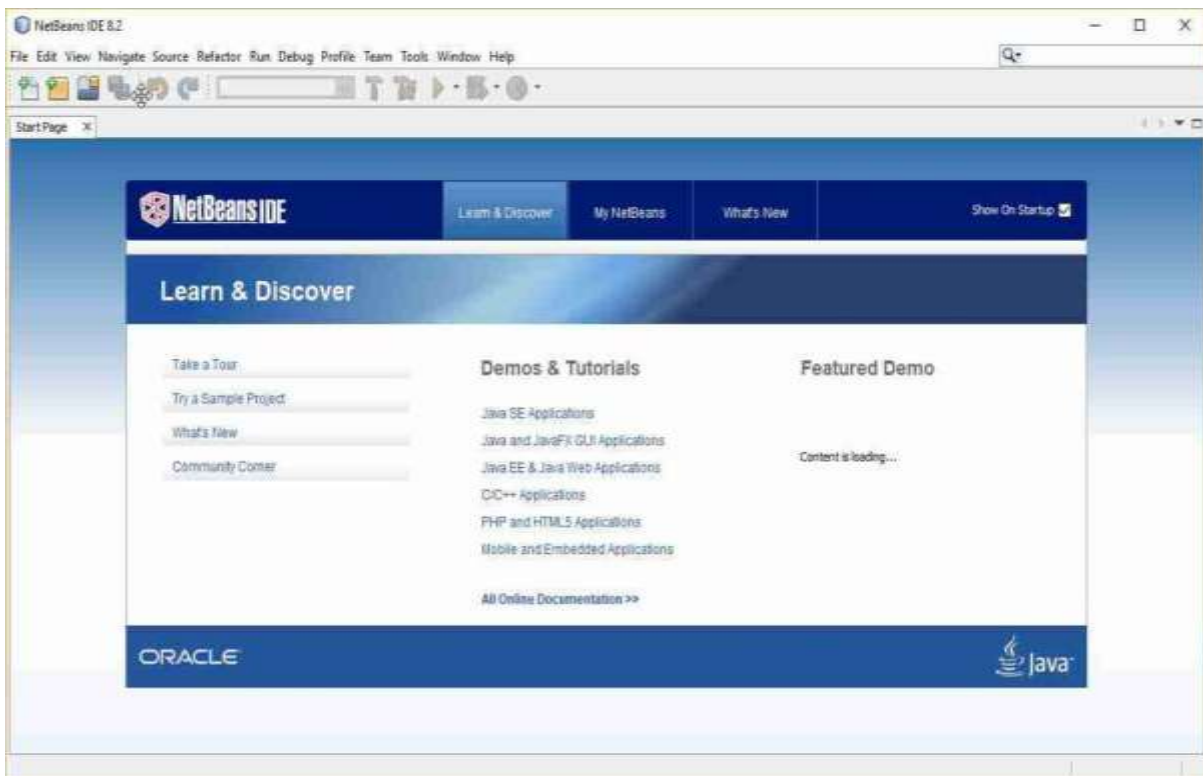 NetBeans IDE 8.2
File Edit View Navigate Source Refactor Run Debug Profile Team Tools Window Help
Start Page
NetBeans IDE
Learn & Discover
My NetBeans
What's New
Show On Startup
Learn & Discover
Take a Tour
Try a Sample Project
What's New
Community Corner
Demos & Tutorials
Java SE Applications
Java and JavaFX GUI Applications
Java EE & Java Web Applications
C/C++ Applications
PHP and HTML5 Applications
Mobile and Embedded Applications
All Online Documentation >>
Featured Demo
Content is loading...
ORACLE
Java